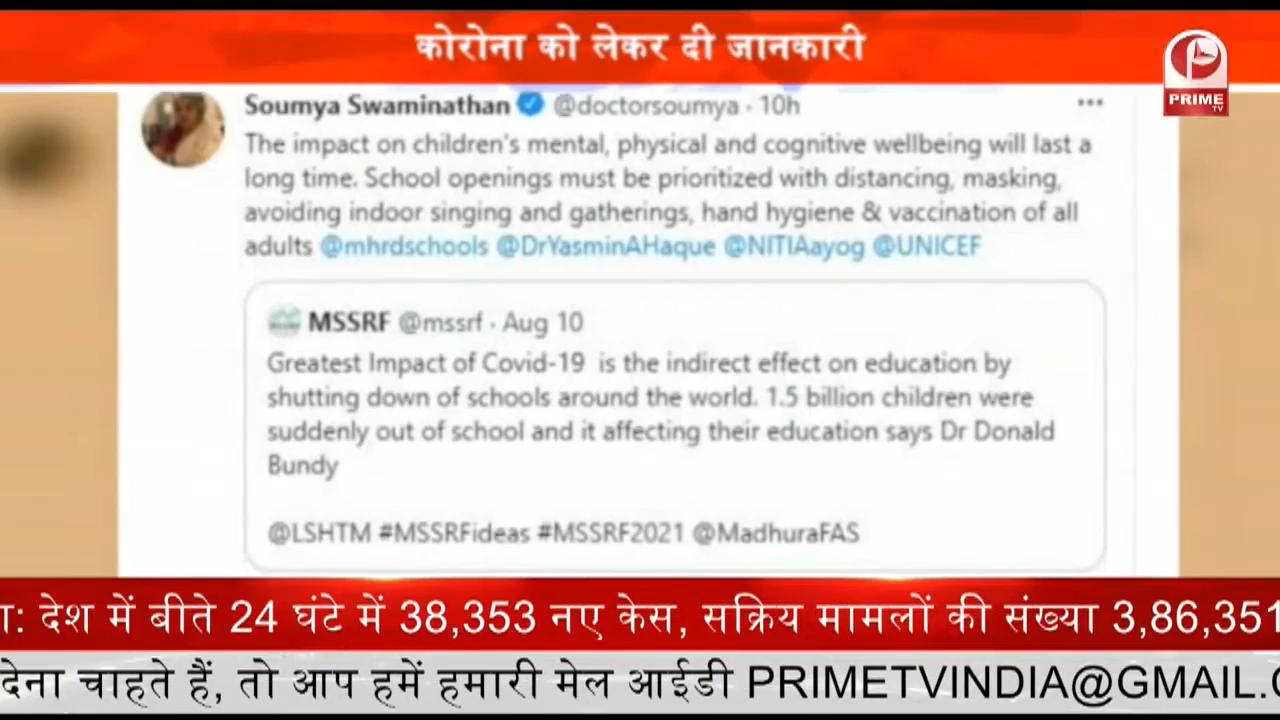 कोरोना को लेकर दी जानकारी
PRIME
TV
Soumya Swaminathan @doctorsoumya · 10h
The impact on children's mental, physical and cognitive wellbeing will last a
long time. School openings must be prioritized with distancing, masking,
avoiding indoor singing and gatherings, hand hygiene & vaccination of all
adults @mhrdschools @DrYasminAHaque @NITIAayog @UNICEF
MSSRF @mssrf · Aug 10
Greatest Impact of Covid-19 is the indirect effect on education by
shutting down of schools around the world. 1.5 billion children were
suddenly out of school and it affecting their education says Dr Donald
Bundy
@LSHTM #MSSRFideas #MSSRF2021 @MadhuraFAS
देश में बीते 24 घंटे में 38,353 नए केस, सक्रिय मामलों की संख्या 3,86,351
देना चाहते हैं, तो आप हमें हमारी मेल आईडी PRIMETVINDIA@GMAIL.